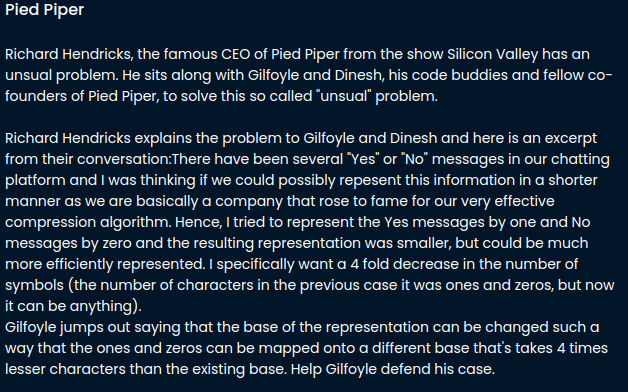 Pied Piper
Richard Hendricks, the famous CEO of Pied Piper from the show Silicon Valley has an
unusual problem. He sits along with Gilfoyle and Dinesh, his code buddies and fellow co-
founders of Pied Piper, to solve this so called "unusual" problem.
Richard Hendricks explains the problem to Gilfoyle and Dinesh and here is an excerpt
from their conversation:There have been several "Yes" or "No" messages in our chatting
platform and I was thinking if we could possibly repesent this information in a shorter
manner as we are basically a company that rose to fame for our very effective
compression algorithm. Hence, I tried to represent the Yes messages by one and No
messages by zero and the resulting representation was smaller, but could be much
more efficiently represented. I specifically want a 4 fold decrease in the number of
symbols (the number of characters in the previous case it was ones and zeros, but now
it can be anything).
Gilfoyle jumps out saying that the base of the representation can be changed such a
way that the ones and zeros can be mapped onto a different base that's takes 4 times
lesser characters than the existing base. Help Gilfoyle defend his case.